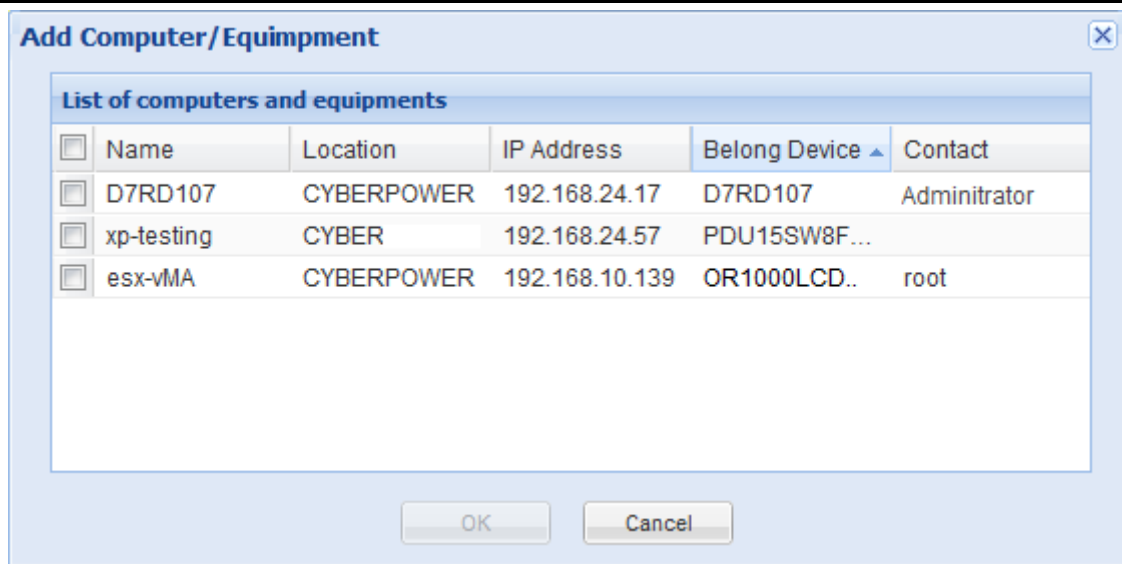 Add Computer/Equimpment
List of computers and equipments
Name Location IP Address Belong Device Contact
D7RD107 CYBERPOWER 192.168.24.17 D7RD107 Adminitrator
xp-testing CYBER 192.168.24.57 PDU15SW8F...
esx-vMA CYBERPOWER 192.168.10.139 OR1000LCD..  root
OK Cancel